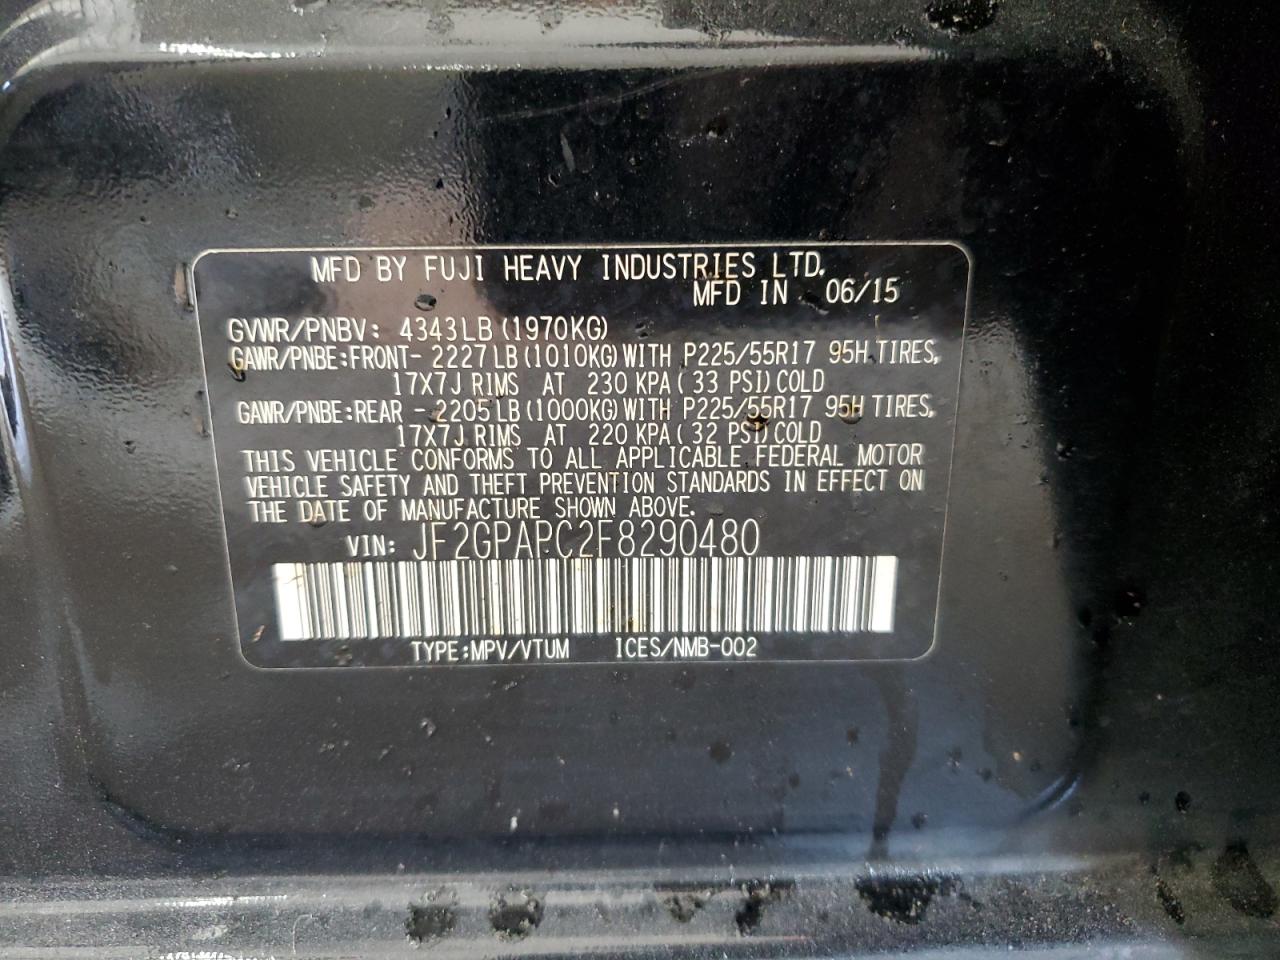 MFD BY FUJI HEAVY INDUSTRIES LTD.
MFD IN 06/15
GVWR/PNBV: 4343LB(1970KG)
GAWR/PNBE:FRONT- 2227LB(1010KG)WITH P225/55R17 95H TIRES,
17X7J RIMS AT 230 KPA( 33 PSI)COLD
GAWR/PNBE:REAR - 2205LB(1000KG)WITH P225/55R17 95H TIRES,
17X7J RIMS AT 220 KPA( 32 PSI)COLD
THIS VEHICLE CONFORMS TO ALL APPLICABLE FEDERAL MOTOR
VEHICLE SAFETY AND THEFT PREVENTION STANDARDS IN EFFECT ON
THE DATE OF MANUFACTURE SHOWN ABOVE.
VIN: JF2GPAPC2F8290480
TYPE:MPV/VTUM ICES/NMB-002